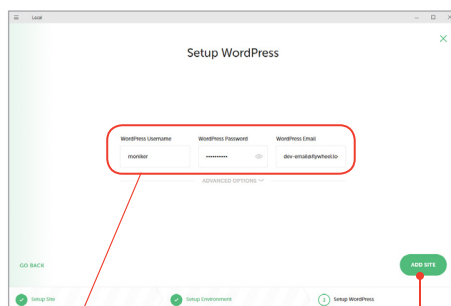 Local
Setup WordPress
WordPress Username WordPress Password WordPress Email
moniker •••••••••• dev-email@flywheel.io
ADVANCED OPTIONS
GO BACK
ADD SITE
Setup Site Setup Environment 3 Setup WordPress